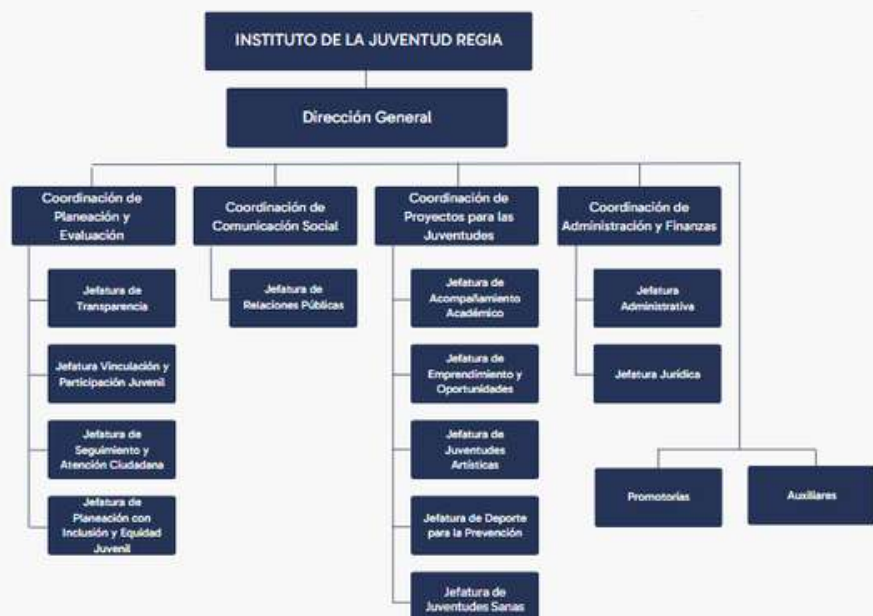 INSTITUTO DE LA JUVENTUD REGIA
Dirección General
Coordinación de
Planeación y
Evaluación
Jefatura de
Transparencia
Jefatura Vinculación y
Participación Juvenil
Jefatura de
Seguimiento y
Atención Ciudadana
Jefatura de
Planeación con
Inclusión y Equidad
Juvenil
Coordinación de
Comunicación Social
Jefatura de
Relaciones Públicas
Coordinación de
Proyectos para las
Juventudes
Jefatura de
Acompañamiento
Académico
Jefatura de
Emprendimiento y
Oportunidades
Jefatura de
Juventudes
Artísticas
Jefatura de Deporte
para la Prevención
Jefatura de
Juventudes Sanas
Coordinación de
Administración y Finanzas
Jefatura
Administrativa
Jefatura Jurídica
Promotorías
Auxiliares